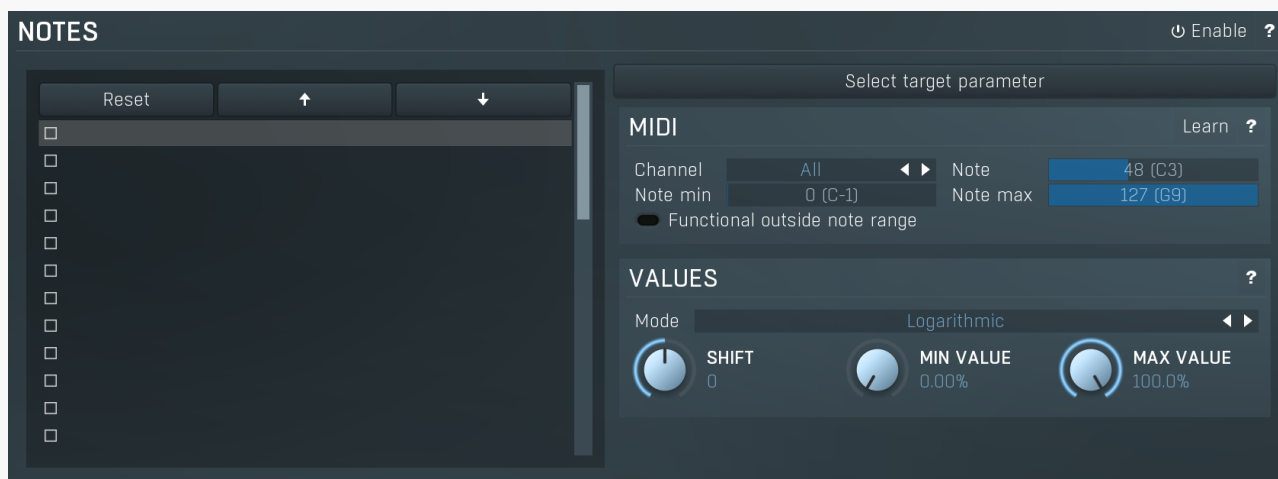 NOTES
Enable ?
Reset
Select target parameter
MIDI
Learn ?
Channel All Note 48 (C3)
Note min 0 (C-1) Note max 127 (G9)
Functional outside note range
VALUES
?
Mode Logarithmic
SHIFT
0
MIN VALUE
0.00%
MAX VALUE
100.0%